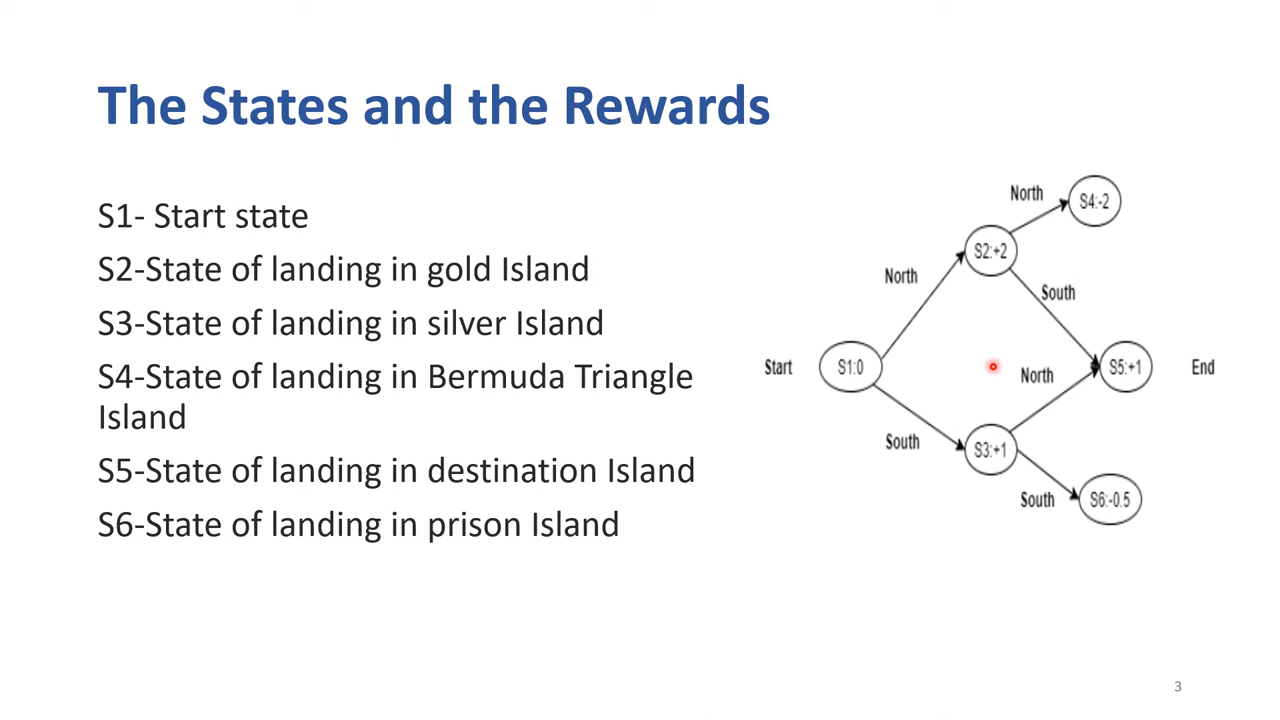 The States and the Rewards
S1- Start state
S2-State of landing in gold Island
S3-State of landing in silver Island
S4-State of landing in Bermuda Triangle
Island
S5-State of landing in destination Island
S6-State of landing in prison Island
North
S4:-2
S2:+2
North
South
Start
S1:0
North
S5:+1
End
South
S3:+1
South
S6:-0.5
3